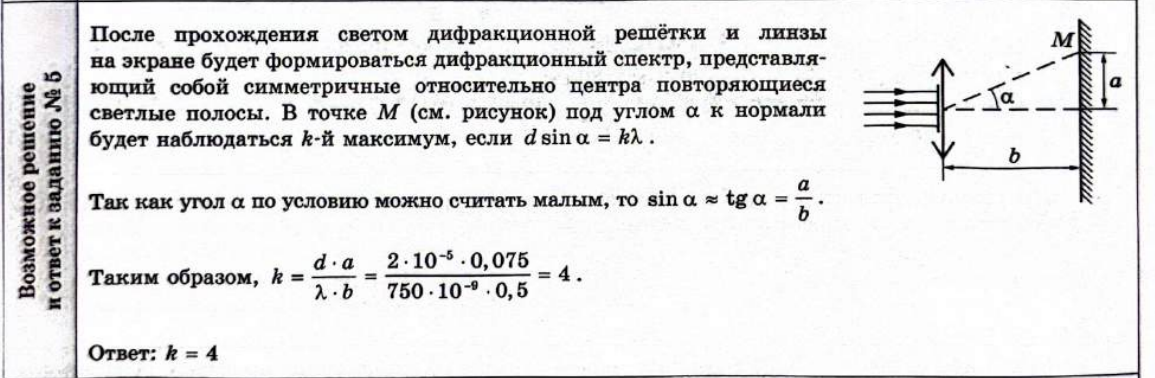 Возможное решение
и ответ к заданию № 5
После прохождения светом дифракционной решётки и линзы
на экране будет формироваться дифракционный спектр, представля-
ющий собой симметричные относительно центра повторяющиеся
светлые полосы. В точке M (см. рисунок) под углом α к нормали
будет наблюдаться k-й максимум, если d sin α = kλ .
Так как угол α по условию можно считать малым, то sin α ≈ tg α = a/b .
Таким образом, k = d · a / λ · b = 2 · 10⁻⁵ · 0,075 / 750 · 10⁻⁹ · 0,5 = 4 .
Ответ: k = 4
M
a
α
b